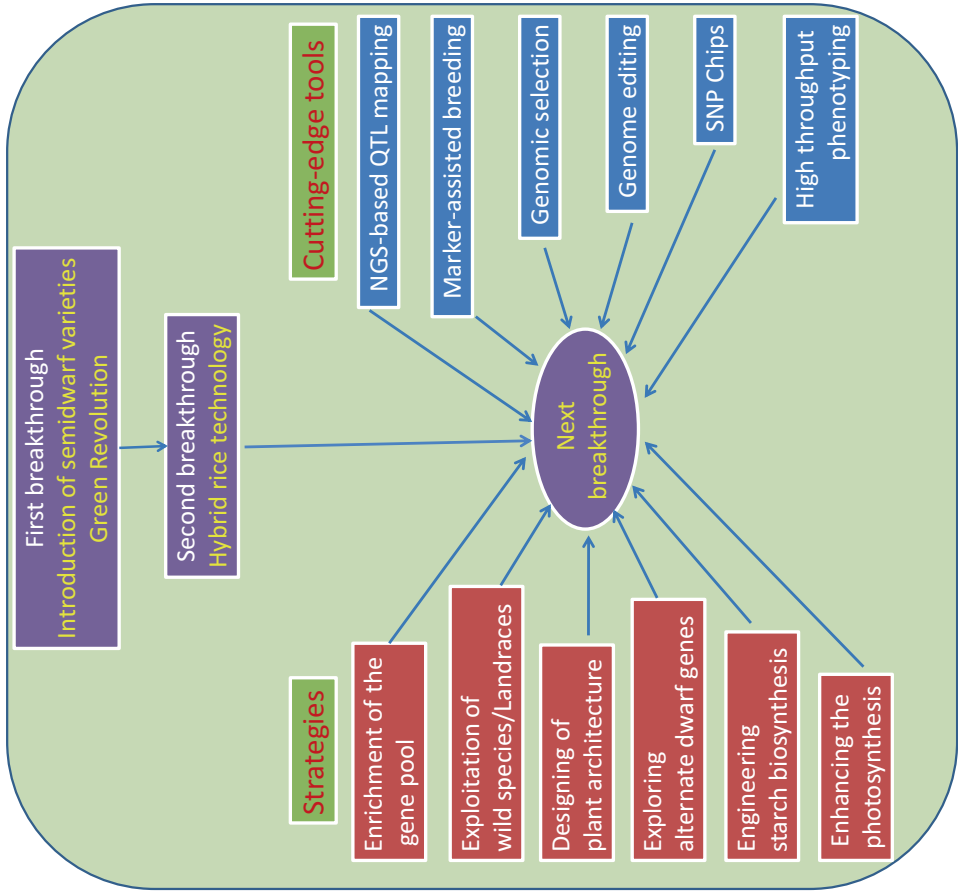 First breakthrough
Introduction of semidwarf varieties
Green Revolution
Second breakthrough
Hybrid rice technology
Strategies
Enrichment of the
gene pool
Exploitation of
wild species/Landraces
Designing of
plant architecture
Exploring
alternate dwarf genes
Engineering
starch biosynthesis
Enhancing the
photosynthesis
Next
breakthrough
Cutting-edge tools
NGS-based QTL mapping
Marker-assisted breeding
Genomic selection
Genome editing
SNP Chips
High throughput
phenotyping